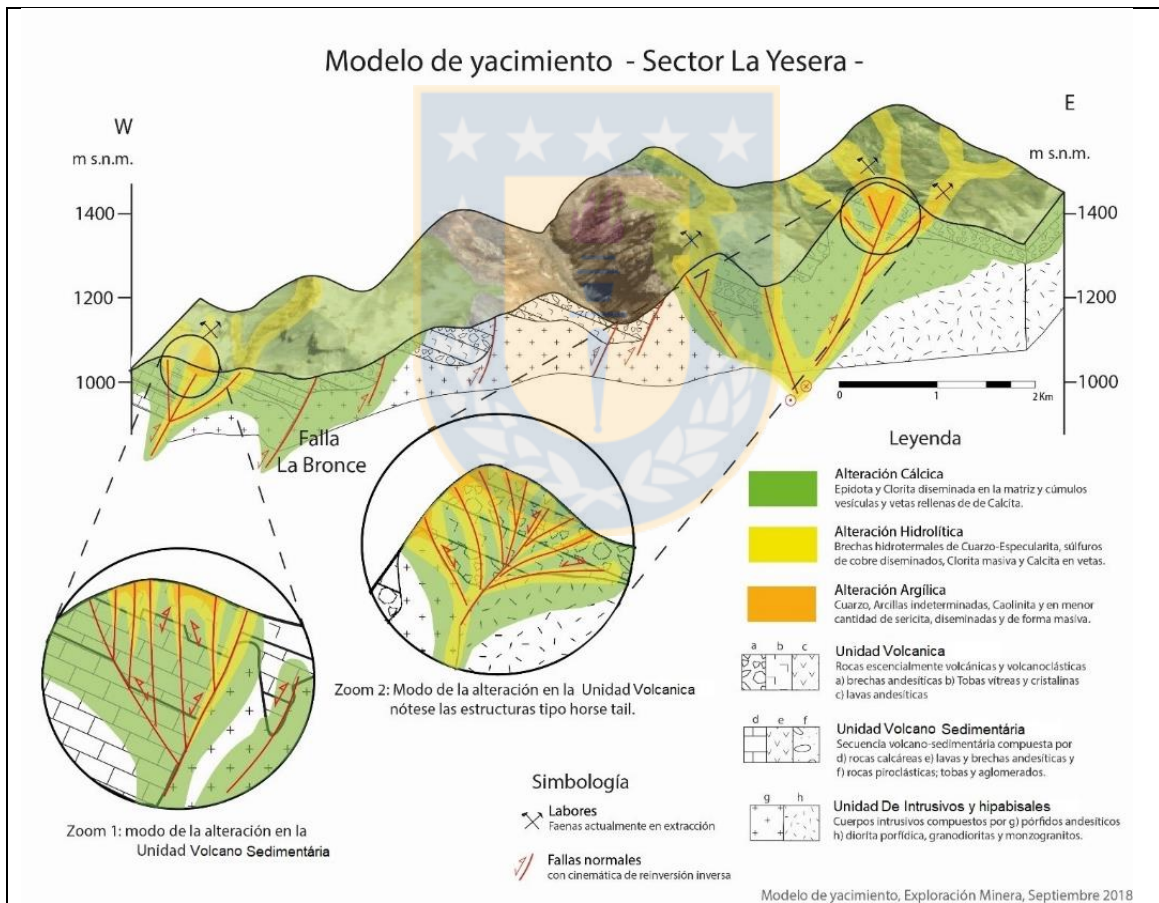 Modelo de yacimiento - Sector La Yesera -
W
E
m s.n.m.
m s.n.m.
1400
1400
1200
1200
1000
1000
0
1
2 Km
Falla
La Bronce
Leyenda
Alteración Cálcica
Epidota y Clorita diseminada en la matriz y cúmulos
vesículas y vetas rellenas de de Calcita.
Alteración Hidrolítica
Brechas hidrotermales de Cuarzo-Especularita, súlfuros
de cobre diseminados, Clorita masiva y Calcita en vetas.
Alteración Argílica
Cuarzo, Arcillas indeterminadas, Caolinita y en menor
cantidad de sericita, diseminadas y de forma masiva.
a b c
Unidad Volcanica
Rocas escencialmente volcánicas y volcanoclásticas
a) brechas andesíticas b) Tobas vítreas y cristalinas
c) lavas andesíticas
d e f
Unidad Volcano Sedimentária
Secuencia volcano-sedimentária compuesta por
d) rocas calcáreas e) lavas y brechas andesíticas y
f) rocas piroclásticas; tobas y aglomerados.
g h
Unidad De Intrusivos y hipabisales
Cuerpos intrusivos compuestos por g) pórfidos andesíticos
h) diorita porfídica, granodioritas y monzogranitos.
Zoom 2: Modo de la alteración en la Unidad Volcanica
nótese las estructuras tipo horse tail.
Zoom 1: modo de la alteración en la
Unidad Volcano Sedimentária
Simbología
Labores
Faenas actualmente en extracción
Fallas normales
con cinemática de reinversión inversa
Modelo de yacimiento, Exploración Minera, Septiembre 2018